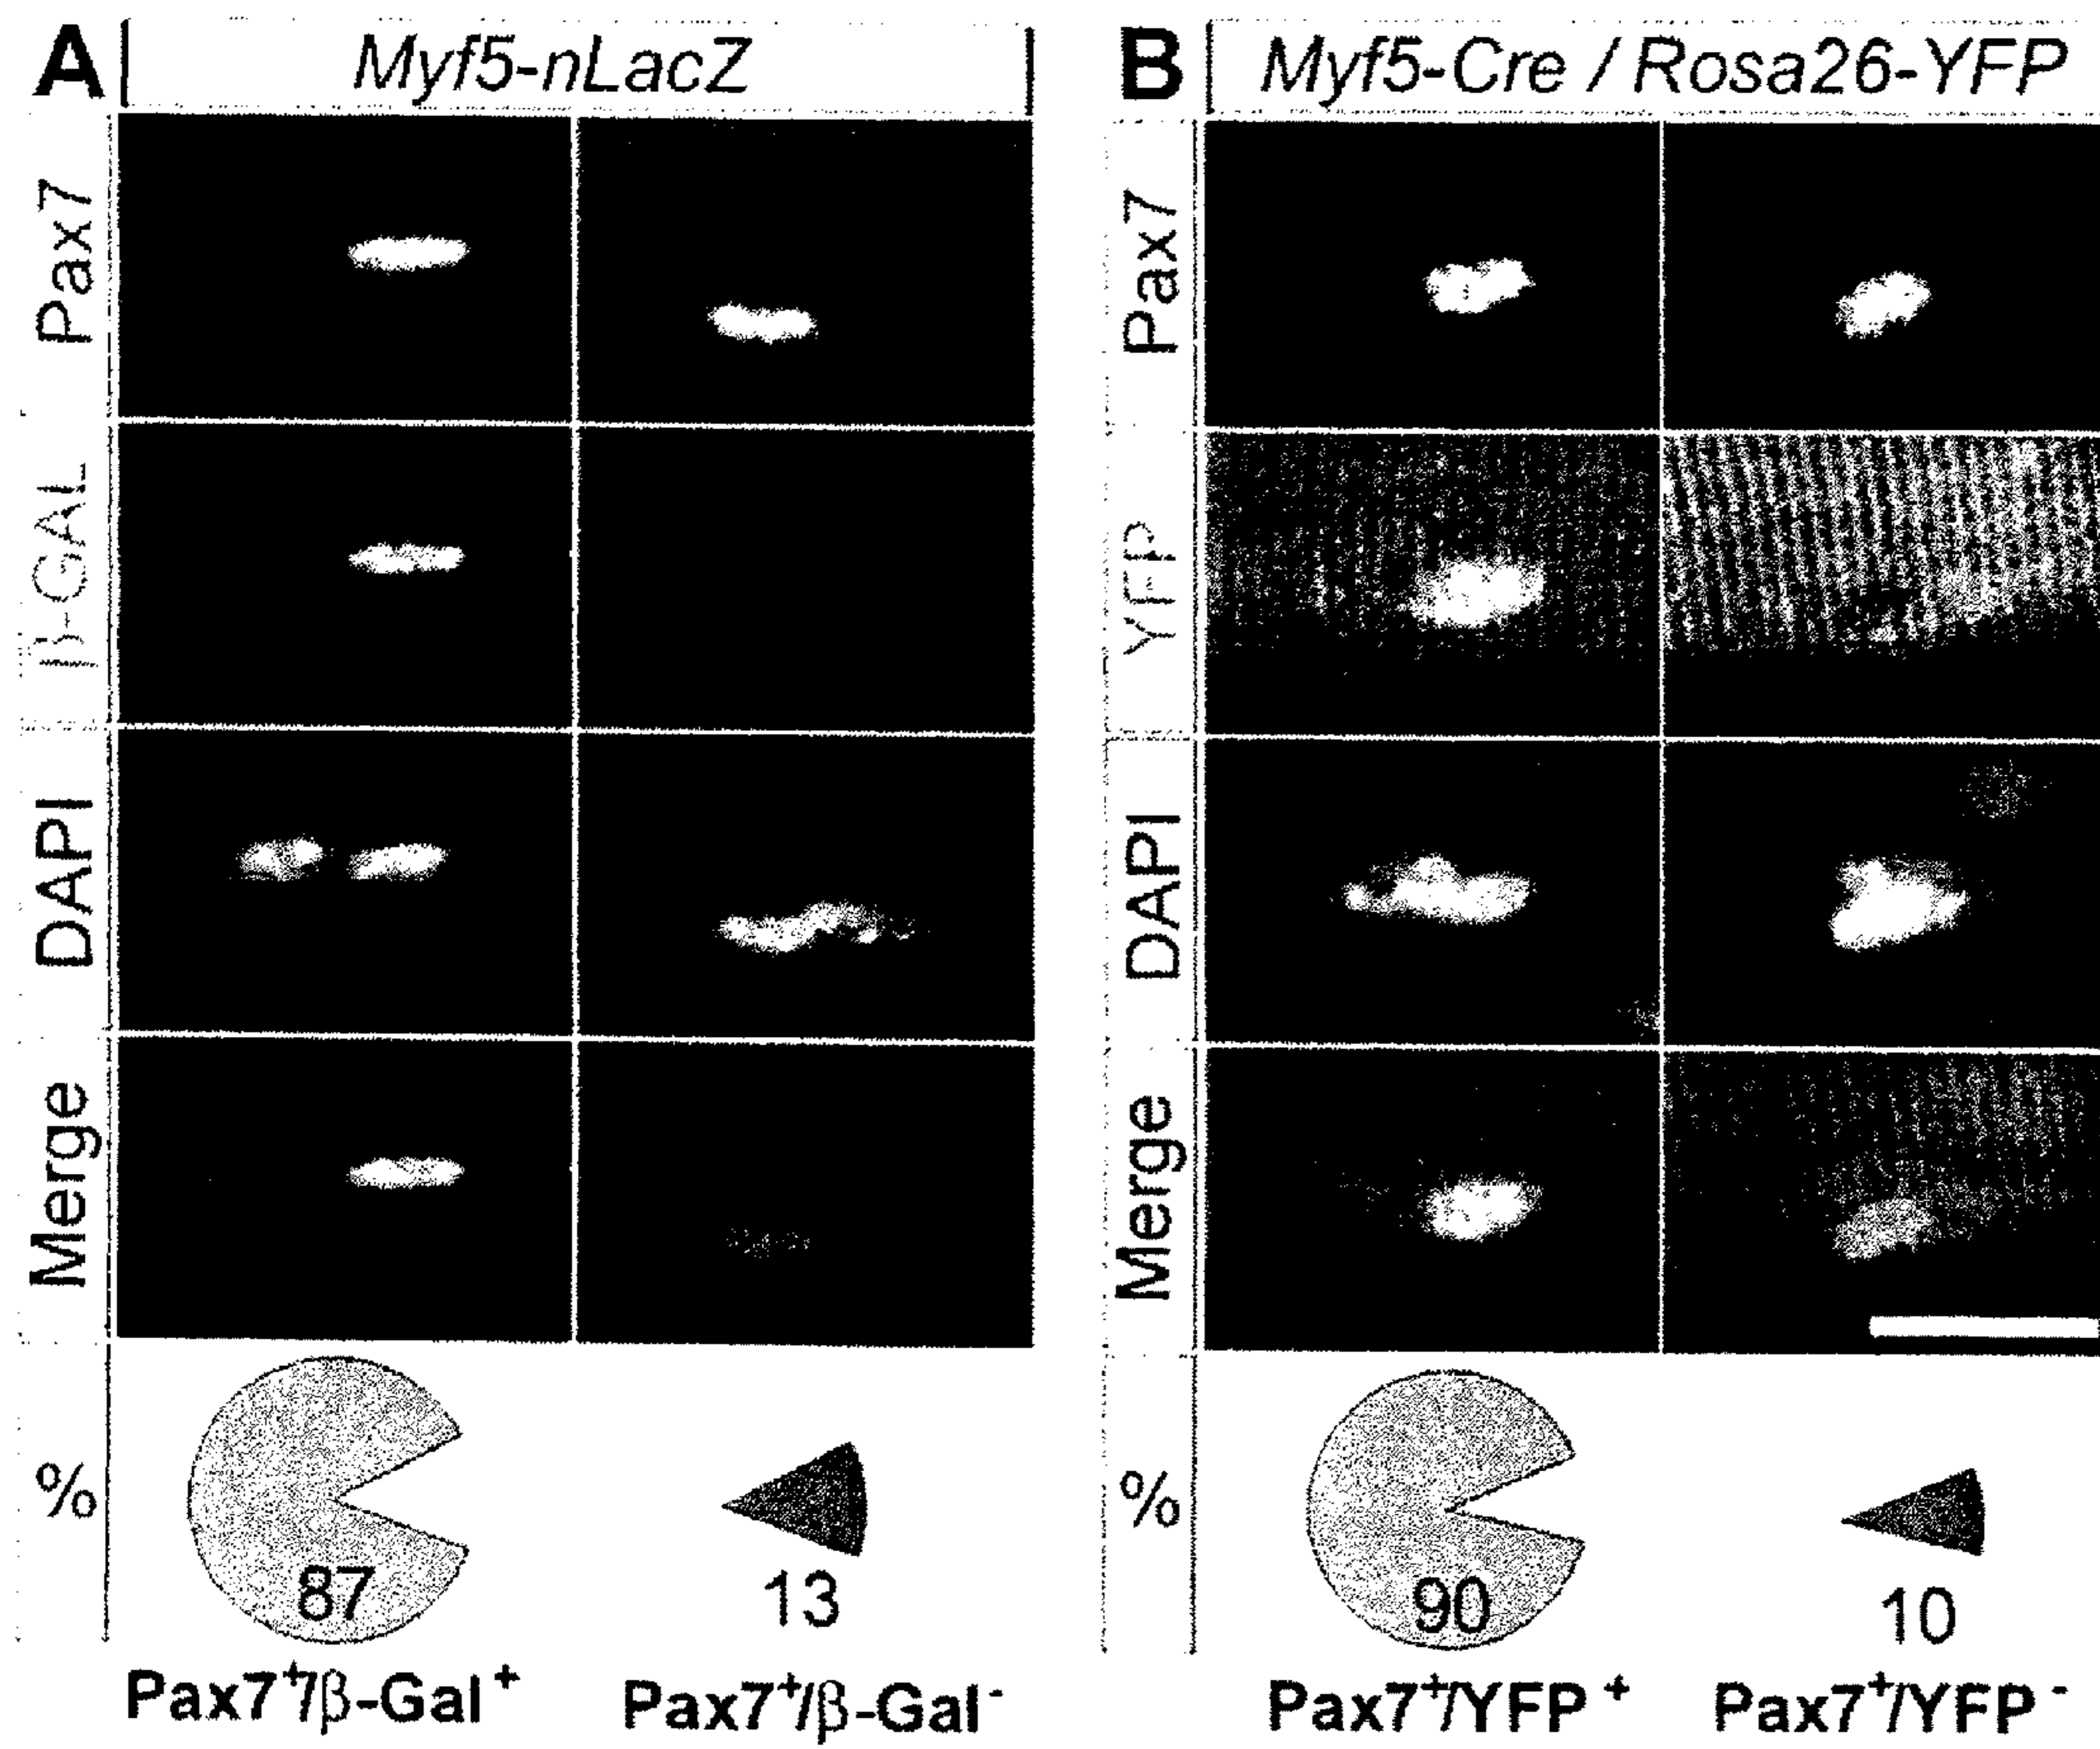 A Myf5-nLacZ
Pax7
β-GAL
DAPI
Merge
%
87
13
Pax7⁺/β-Gal⁺
Pax7⁺/β-Gal⁻
B Myf5-Cre / Rosa26-YFP
Pax7
YFP
DAPI
Merge
%
90
10
Pax7⁺/YFP⁺
Pax7⁺/YFP⁻